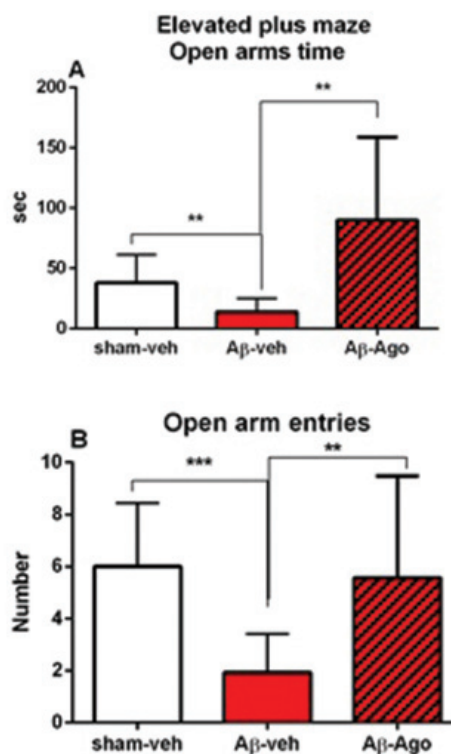 Elevated plus maze
Open arms time
A
200
**
150
sec
100
**
50
0
sham-veh Aβ-veh Aβ-Ago
B
Open arm entries
10
*** **
8
Number
6
4
2
0
sham-veh Aβ-veh Aβ-Ago